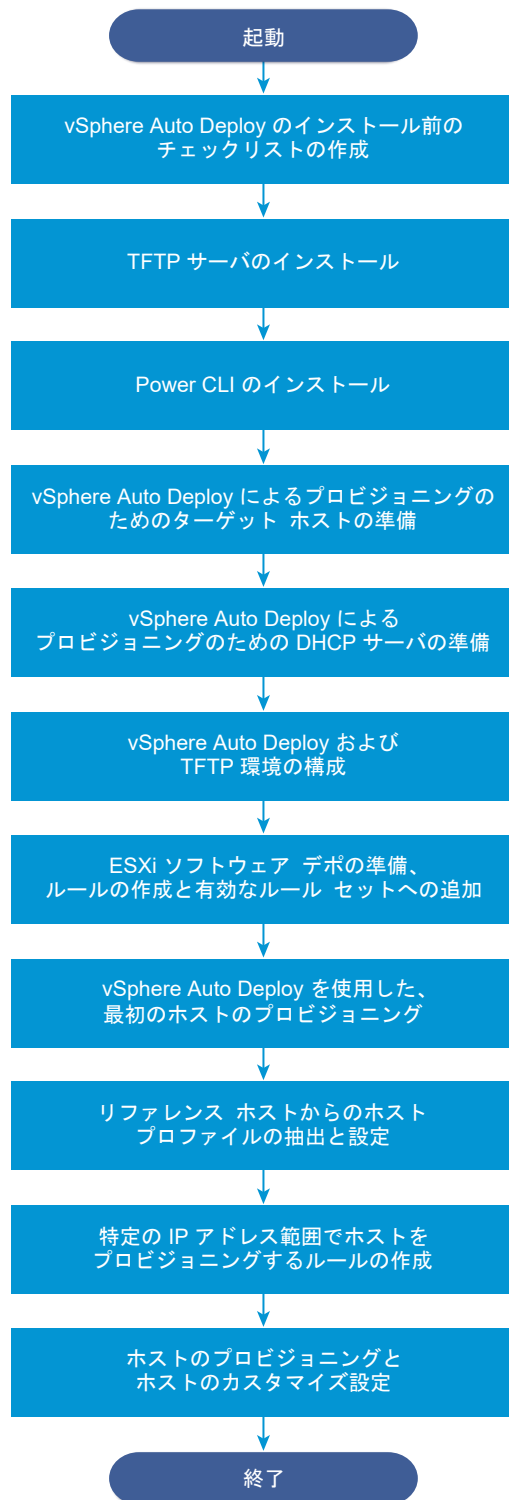 起動
vSphere Auto Deploy のインストール前の
チェックリストの作成
TFTP サーバのインストール
Power CLI のインストール
vSphere Auto Deploy によるプロビジョニングの
ためのターゲット ホストの準備
vSphere Auto Deploy による
プロビジョニングのための DHCP サーバの準備
vSphere Auto Deploy および
TFTP 環境の構成
ESXi ソフトウェア デポの準備、
ルールの作成と有効なルール セットへの追加
vSphere Auto Deploy を使用した、
最初のホストのプロビジョニング
リファレンス ホストからのホスト
プロファイルの抽出と設定
特定の IP アドレス範囲でホストを
プロビジョニングするルールの作成
ホストのプロビジョニングと
ホストのカスタマイズ設定
終了